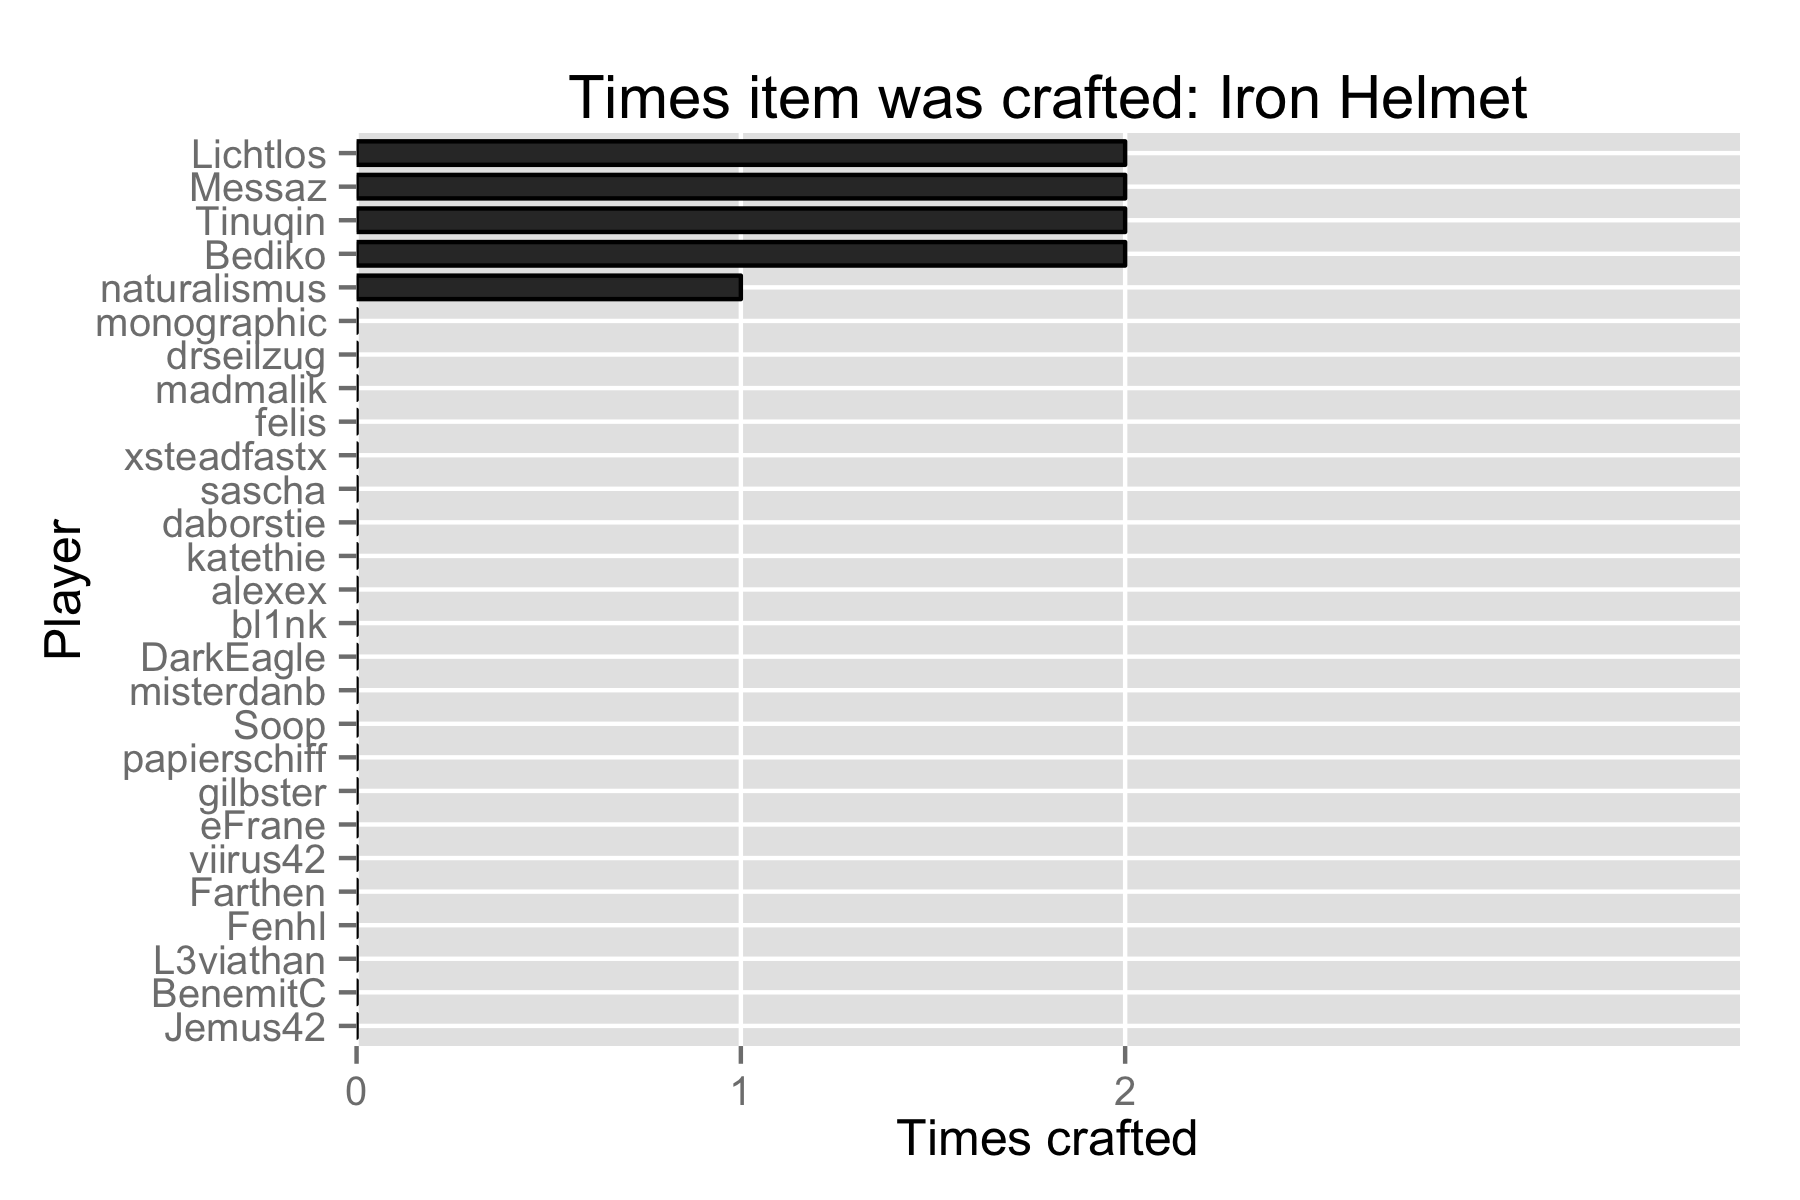 Times item was crafted: Iron Helmet
Lichtlos
Messaz
Tinuqin
Bediko
naturalismus
monographic
drseilzug
madmalik
felis
xsteadfastx
sascha
daborstie
katethie
alexex
bl1nk
DarkEagle
misterdanb
Soop
papierschiff
gilbster
eFrane
viirus42
Farthen
Fenhl
L3viathan
BenemitC
Jemus42
Player
0 1 2
Times crafted